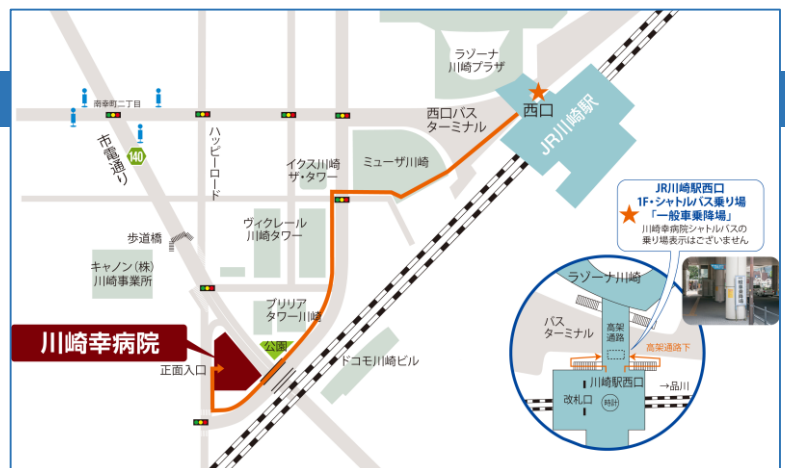 ラゾーナ
川崎プラザ
西口
JR川崎駅
西口バス
ターミナル
南幸町二丁目
市電通り
140
ハッピーロード
イクス川崎
ザ・タワー
ミューザ川崎
ヴィクレール
川崎タワー
歩道橋
キャノン(株)
川崎事業所
ブリリア
タワー川崎
川崎幸病院
公園
正面入口
ドコモ川崎ビル
JR川崎駅西口
1F・シャトルバス乗り場
「一般車乗降場」
川崎幸病院シャトルバスの
乗り場表示はございません
ラゾーナ川崎
バス
ターミナル
高架
通路
高架通路下
川崎駅西口
→品川
改札口
時計